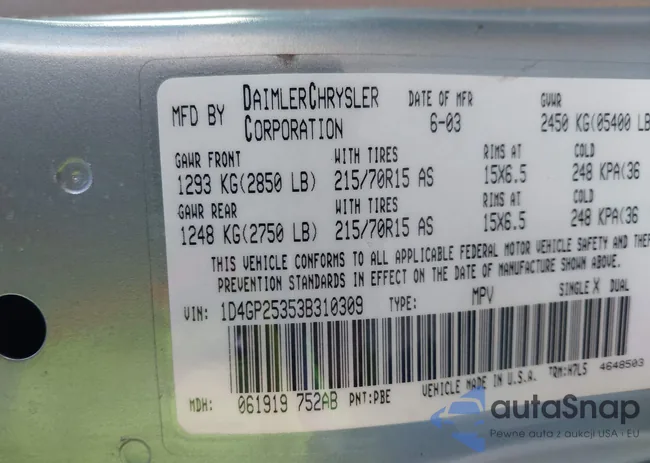 MFD BY DAIMLERCHRYSLER CORPORATION DATE OF MFR 6-03 GVWR 2450 KG(05400 LB
GAWR FRONT WITH TIRES RIMS AT COLD
1293 KG(2850 LB) 215/70R15 AS 15X6.5 248 KPA(36
GAWR REAR WITH TIRES RIMS AT COLD
1248 KG(2750 LB) 215/70R15 AS 15X6.5 248 KPA(36
THIS VEHICLE CONFORMS TO ALL APPLICABLE FEDERAL MOTOR VEHICLE SAFETY AND THEF
PREVENTION STANDARDS IN EFFECT ON THE DATE OF MANUFACTURE SHOWN ABOVE.
VIN: 1D4GP25353B310309 TYPE: MPV SINGLE X DUAL
MDH: 061919 752AB PNT:PBE VEHICLE MADE IN U.S.A. TRM:H7L5 4648503
autoSnap
Pewne auta z aukcji USA i EU